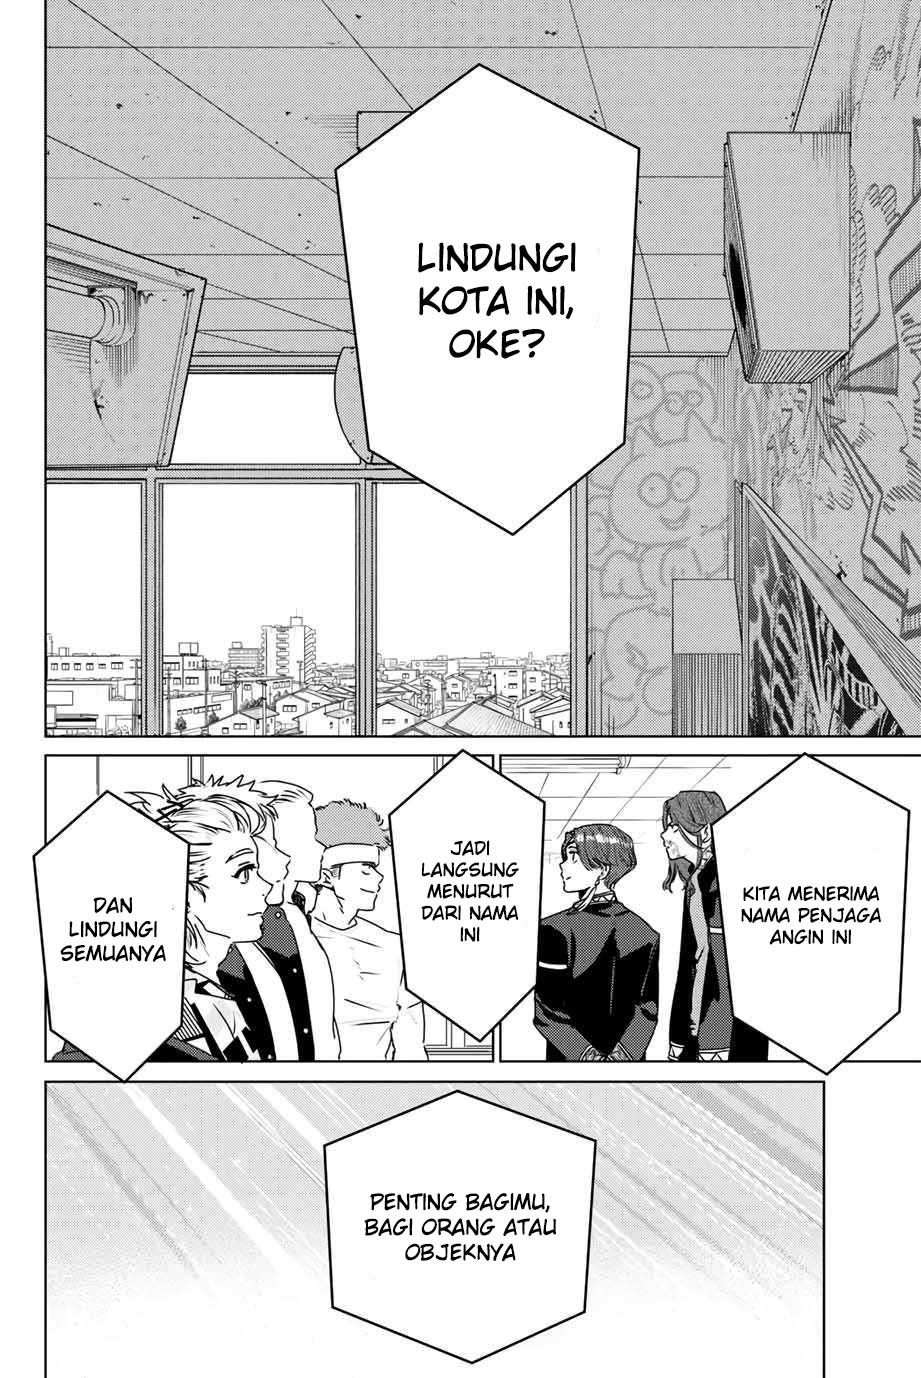 LINDUNGI
KOTA INI,
OKE?
KITA MENERIMA
NAMA PENJAGA
ANGIN INI
JADI
LANGSUNG
MENURUT
DARI NAMA
INI
DAN
LINDUNGI
SEMUANYA
PENTING BAGIMU,
BAGI ORANG ATAU
OBJEKNYA